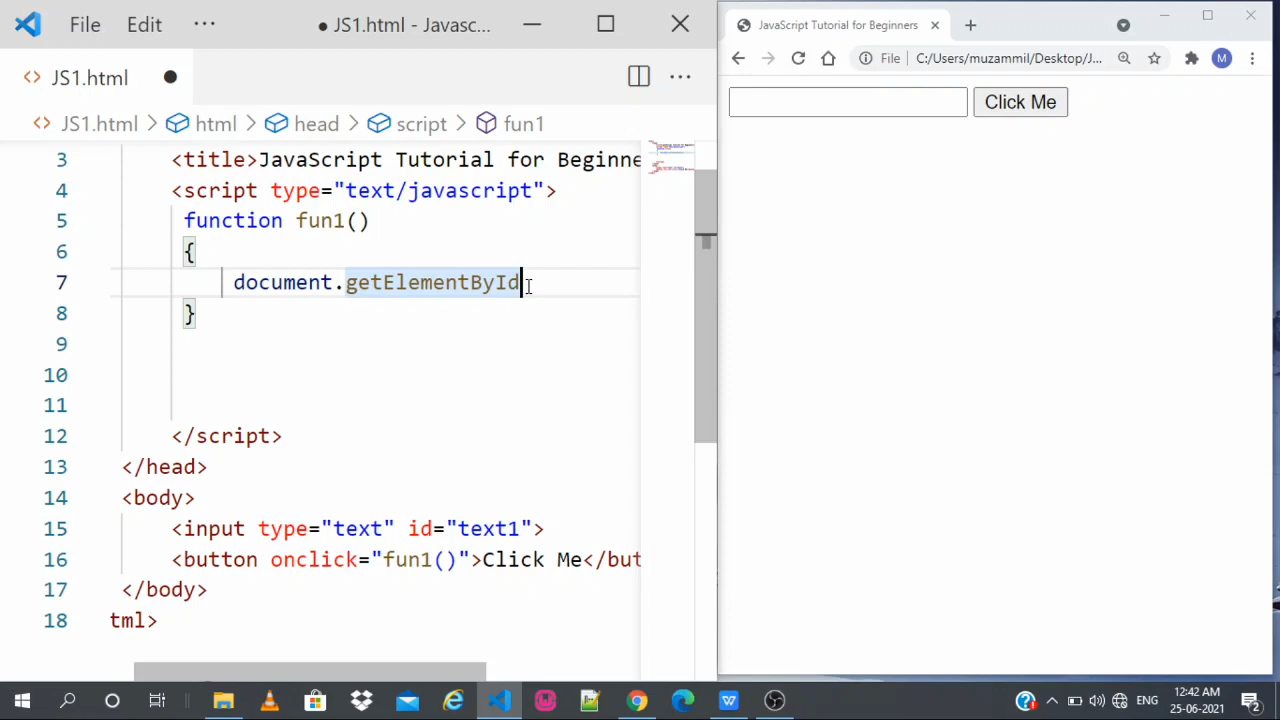 File Edit ··· ● JS1.html - Javasc...
JS1.html
JS1.html > html > head > script > fun1
3 <title>JavaScript Tutorial for Beginne
4 <script type="text/javascript">
5 function fun1()
6 {
7 document.getElementById
8 }
9
10
11
12 </script>
13 </head>
14 <body>
15 <input type="text" id="text1">
16 <button onclick="fun1()">Click Me</but
17 </body>
18 tml>
JavaScript Tutorial for Beginners
File | C:/Users/muzammil/Desktop/J...
M
Click Me
ENG
12:42 AM
25-06-2021
2